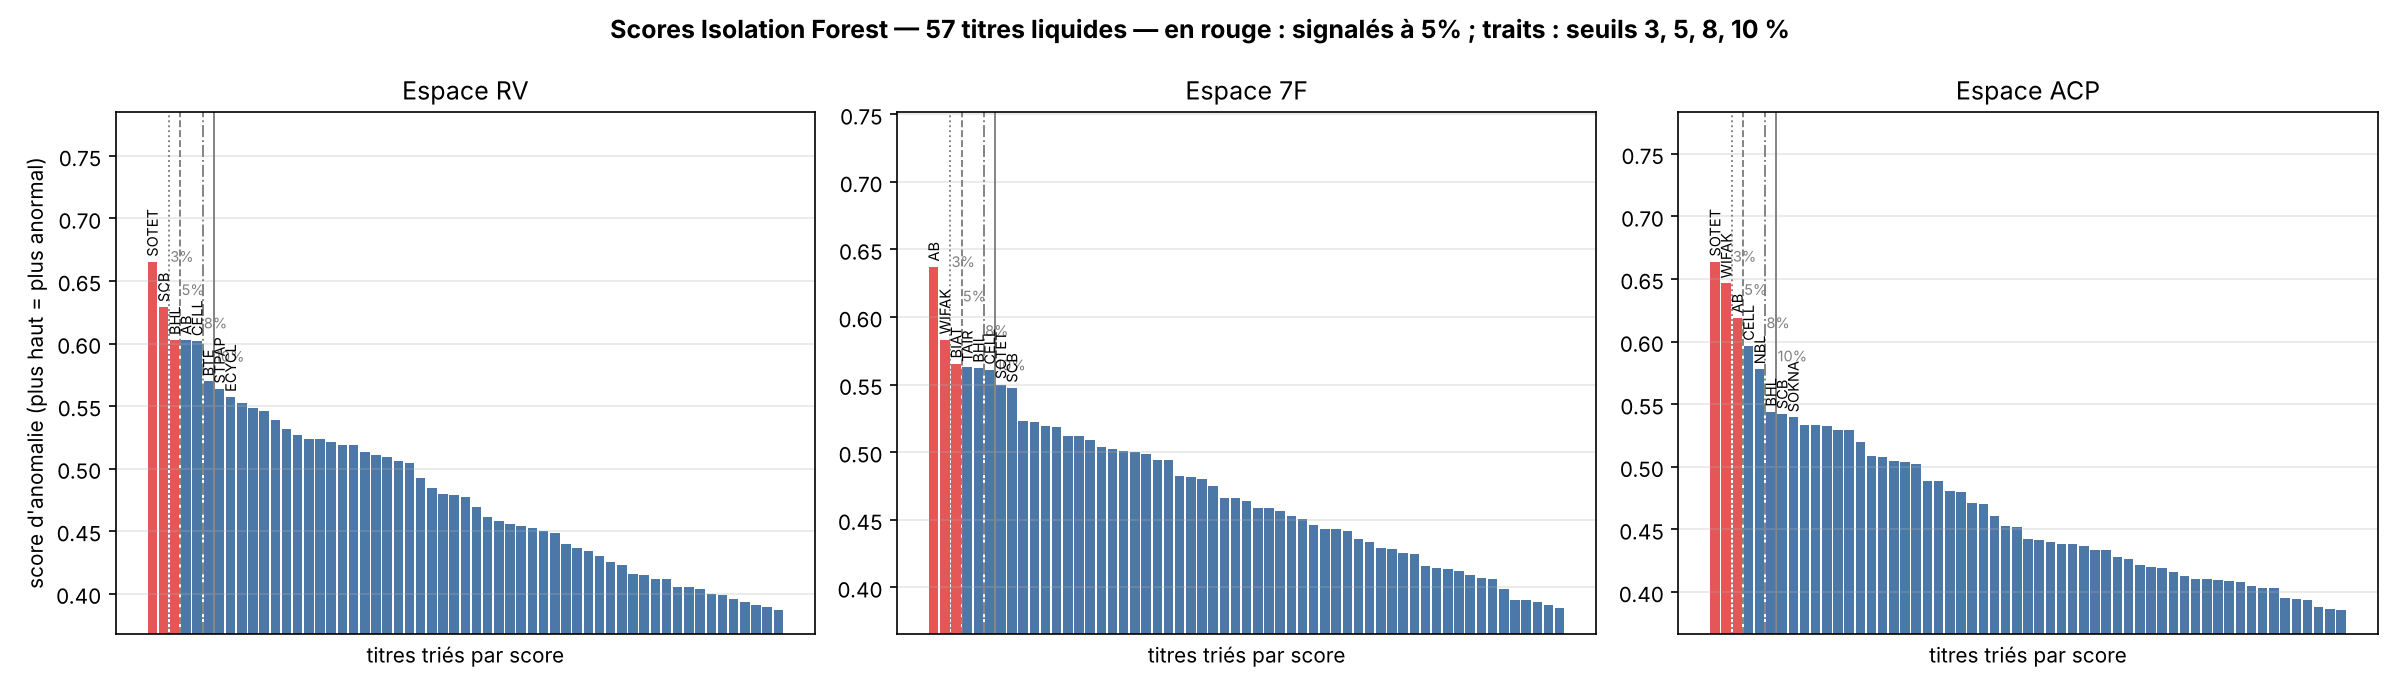 Scores Isolation Forest — 57 titres liquides — en rouge : signalés à 5% ; traits : seuils 3, 5, 8, 10 %
Espace RV
score d'anomalie (plus haut = plus anormal)
0.75
0.70
0.65
0.60
0.55
0.50
0.45
0.40
SOTET
SCB
BHL
AB
CELL
BTE
STPAP
ECYCL
3%
5%
8%
titres triés par score
Espace 7F
0.75
0.70
0.65
0.60
0.55
0.50
0.45
0.40
AB
WIFAK
BIAT
TAIR
BHL
CELL
SOTET
SCB
3%
5%
8%
titres triés par score
Espace ACP
0.75
0.70
0.65
0.60
0.55
0.50
0.45
0.40
SOTET
WIFAK
AB
CELL
NBL
BHL
SCB
SOKNA
3%
5%
8%
10%
titres triés par score